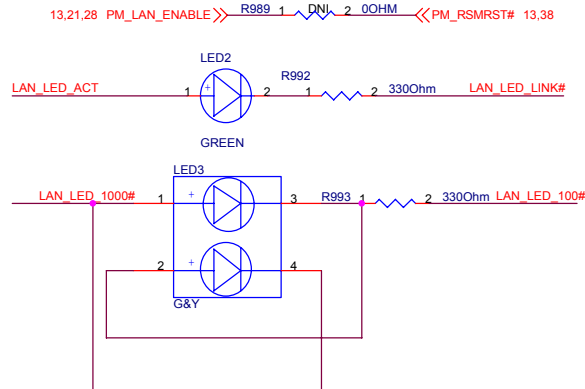 13,21,28 PM_LAN_ENABLE R989 1 DNI 2 0OHM PM_RSMRST# 13,38
LED2
LAN_LED_ACT 1 + 2 R992 1 2 330Ohm LAN_LED_LINK#
GREEN
LED3
LAN_LED_1000# 1 + 3 R993 1 2 330Ohm LAN_LED_100#
2 + 4
G&Y